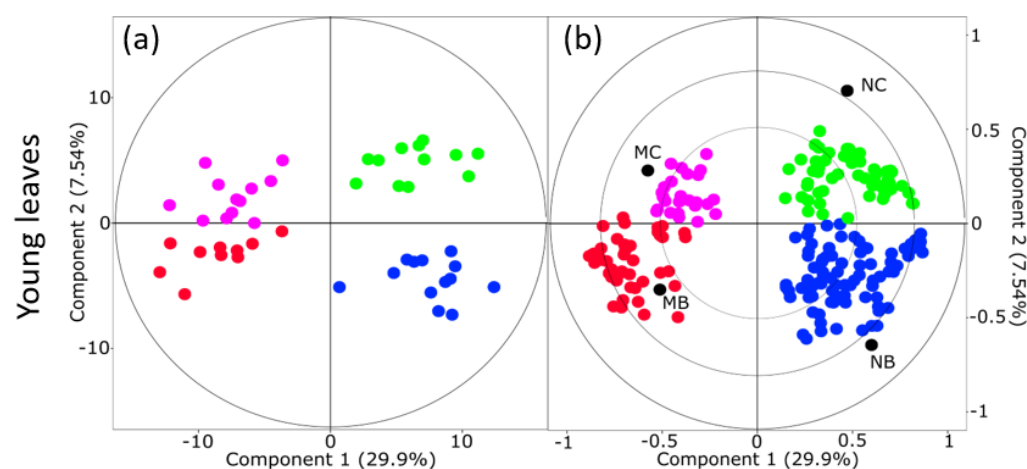 (a)
(b)
Young leaves
Component 2 (7.54%)
10
0
-10
-10
0
10
Component 1 (29.9%)
NC
MC
MB
NB
1
0.5
0
-0.5
-1
Component 2 (7.54%)
-1
-0.5
0
0.5
1
Component 1 (29.9%)